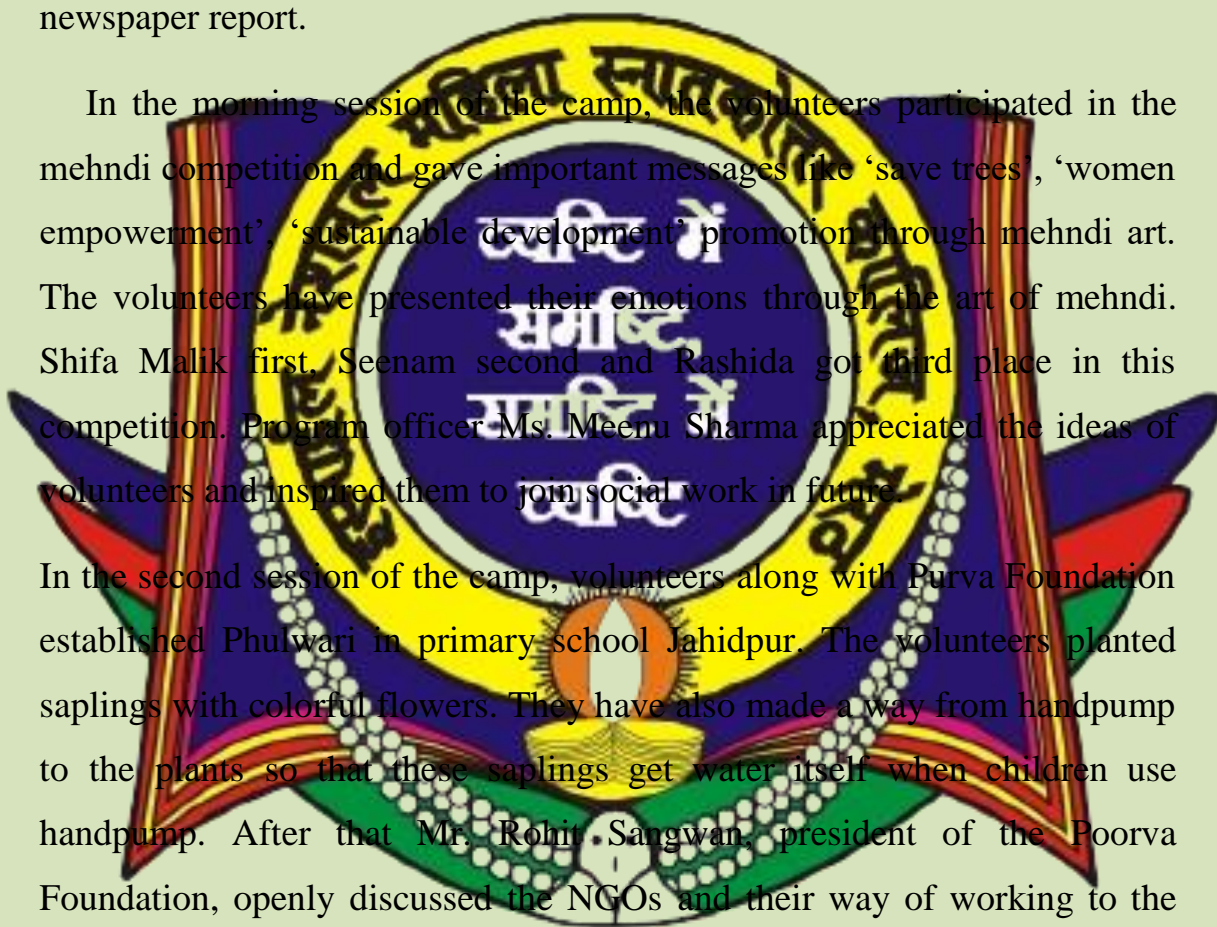 newspaper report.
In the morning session of the camp, the volunteers participated in the
mehndi competition and gave important messages like ‘save trees’, ‘women
empowerment’, ‘sustainable development’ promotion through mehndi art.
The volunteers have presented their emotions through the art of mehndi.
Shifa Malik first, Seenam second and Rashida got third place in this
competition. Program officer Ms. Meenu Sharma appreciated the ideas of
volunteers and inspired them to join social work in future.
In the second session of the camp, volunteers along with Purva Foundation
established Phulwari in primary school Jahidpur. The volunteers planted
saplings with colorful flowers. They have also made a way from handpump
to the plants so that these saplings get water itself when children use
handpump. After that Mr. Rohit Sangwan, president of the Poorva
Foundation, openly discussed the NGOs and their way of working to the
इस्माईल नेशनल महिला स्नातकोत्तर कॉलिज मेरठ
व्यष्टि में
समष्टि,
समष्टि में
व्यष्टि